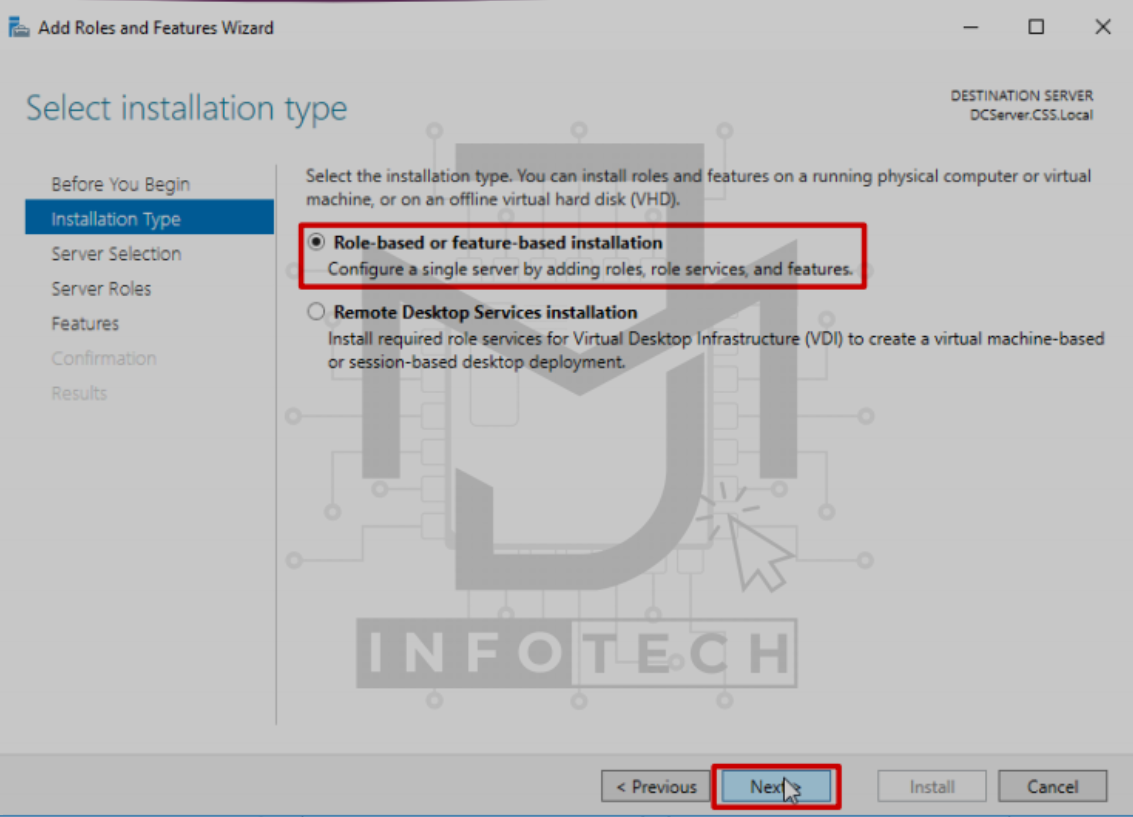 Add Roles and Features Wizard
Select installation type
DESTINATION SERVER
DCServer.CSS.Local
Before You Begin
Installation Type
Server Selection
Server Roles
Features
Confirmation
Results
Select the installation type. You can install roles and features on a running physical computer or virtual
machine, or on an offline virtual hard disk (VHD).
Role-based or feature-based installation
Configure a single server by adding roles, role services, and features.
Remote Desktop Services installation
Install required role services for Virtual Desktop Infrastructure (VDI) to create a virtual machine-based
or session-based desktop deployment.
INFOTECH
< Previous
Next >
Install
Cancel